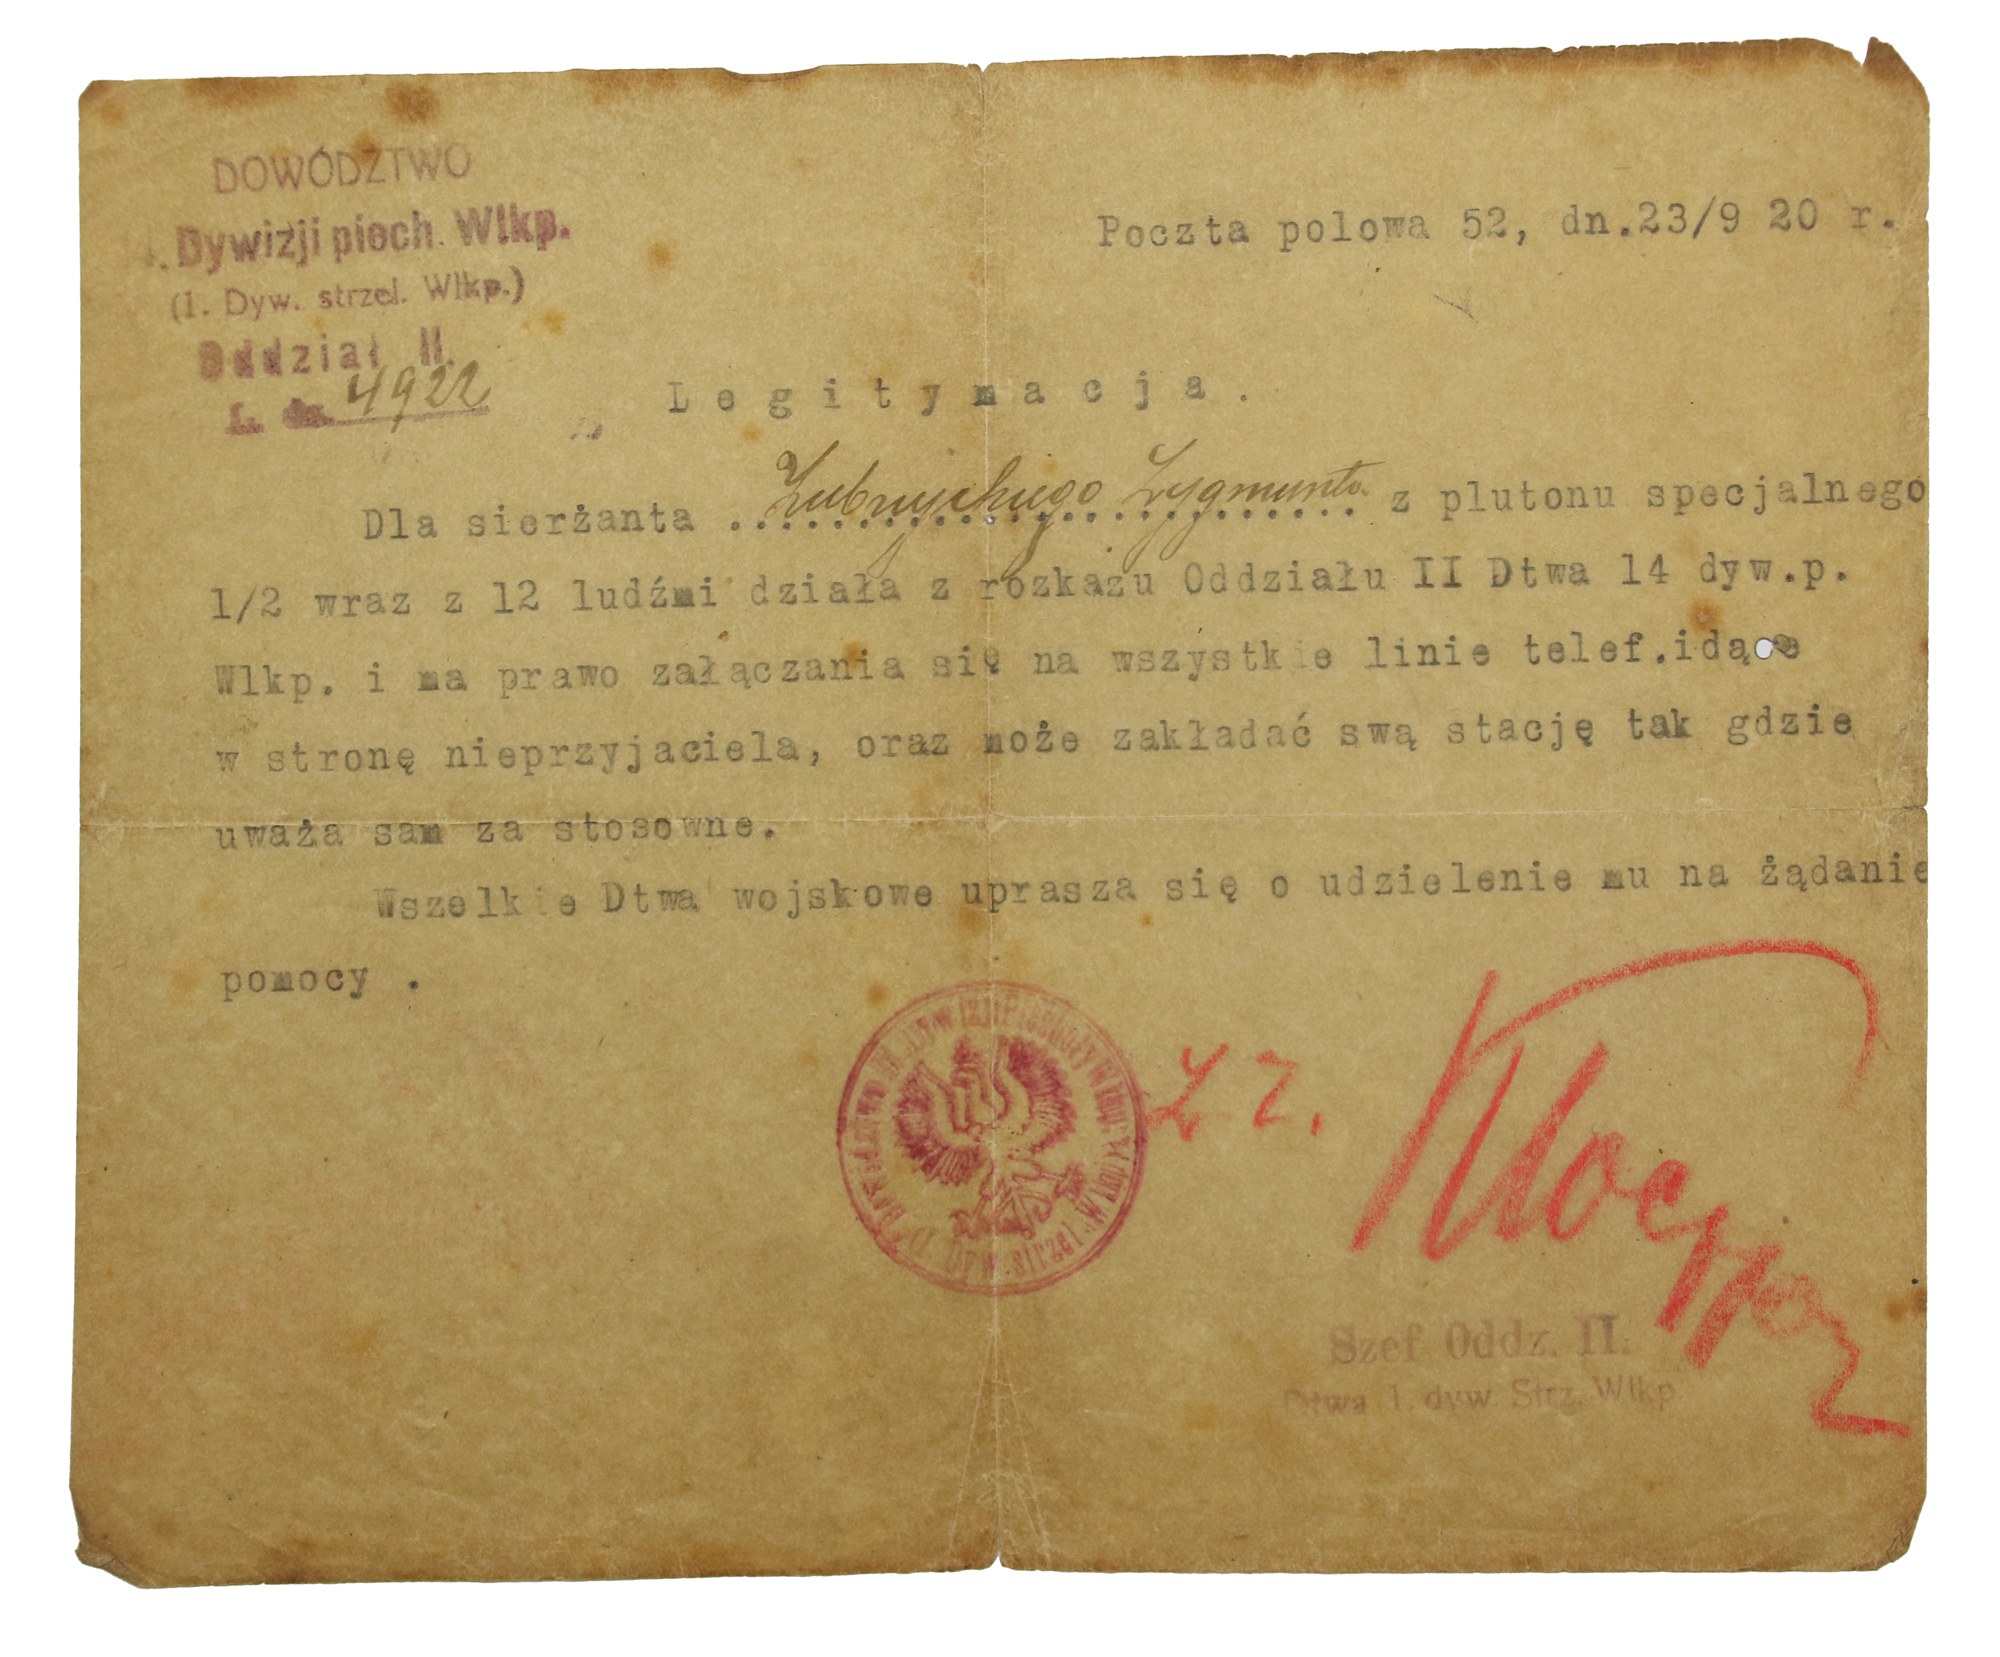 DOWÓDZTWO
Dywizji piech. Wlkp.
(1. Dyw. strzel. Wlkp.)
Oddział II.
L. dz. 4922
Poczta polowa 52, dn.23/9 20 r.
Legitymacja.
Dla sierżanta Zubrzyckiego Zygmunta z plutonu specjalnego
1/2 wraz z 12 ludźmi działa z rozkazu Oddziału II Dtwa 14 dyw.p.
Wlkp. i ma prawo załączania się na wszystkie linie telef.idące
w stronę nieprzyjaciela, oraz może zakładać swą stację tak gdzie
uważa sam za stosowne.
Wszelkie Dtwa wojskowe uprasza się o udzielenie mu na żądanie
pomocy .
Dyw. strzel. Wlkp.
Szef Oddz. II.
Dtwa 1. dyw. Strz. Wlkp.